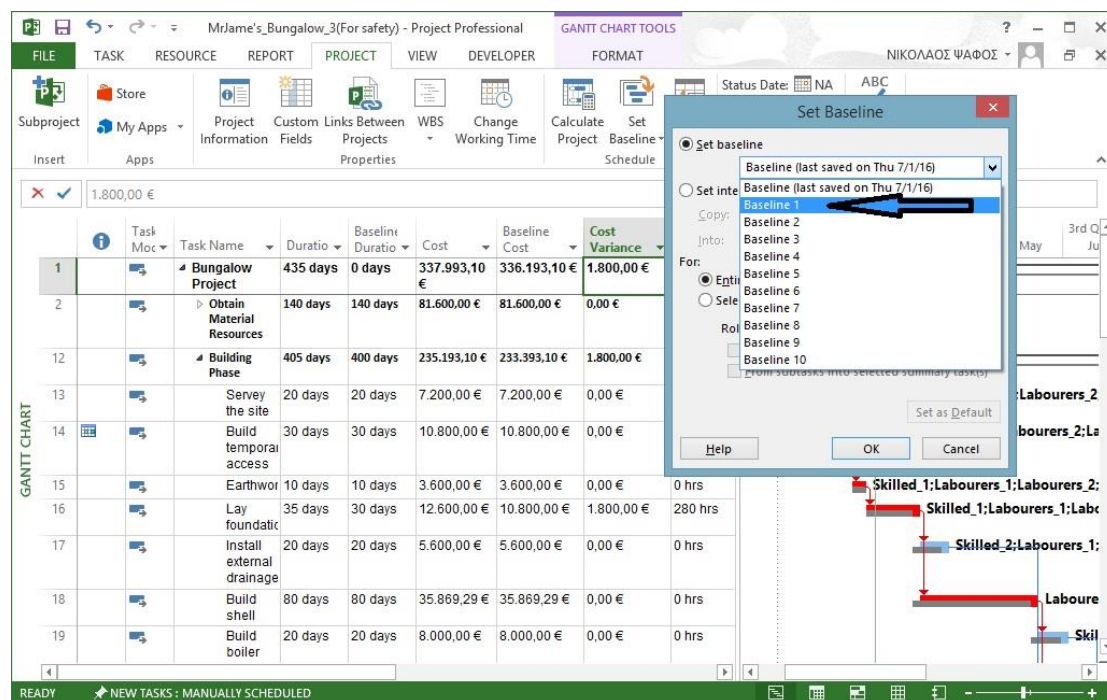 MrJame's_Bungalow_3(For safety) - Project Professional
GANTT CHART TOOLS
FILE TASK RESOURCE REPORT PROJECT VIEW DEVELOPER FORMAT
ΝΙΚΟΛΑΟΣ ΨΑΦΟΣ
Subproject
Store
My Apps
Project Information
Custom Fields
Links Between Projects
WBS
Change Working Time
Calculate Project
Set Baseline
Status Date: NA
ABC
Insert Apps Properties Schedule
1.800,00 €
Task Mode Name Duratio Baseline Duratio Cost Baseline Cost Cost Variance
May
3rd Q
Ju
1 Bungalow Project 435 days 0 days 337.993,10 € 336.193,10 € 1.800,00 €
2 Obtain Material Resources 140 days 140 days 81.600,00 € 81.600,00 € 0,00 €
12 Building Phase 405 days 400 days 235.193,10 € 233.393,10 € 1.800,00 €
13 Servey the site 20 days 20 days 7.200,00 € 7.200,00 € 0,00 €
14 Build temporar access 30 days 30 days 10.800,00 € 10.800,00 € 0,00 €
15 Earthwor 10 days 10 days 3.600,00 € 3.600,00 € 0,00 € 0 hrs
16 Lay foundatic 35 days 30 days 12.600,00 € 10.800,00 € 1.800,00 € 280 hrs
17 Install external drainage 20 days 20 days 5.600,00 € 5.600,00 € 0,00 € 0 hrs
18 Build shell 80 days 80 days 35.869,29 € 35.869,29 € 0,00 € 0 hrs
19 Build boiler 20 days 20 days 8.000,00 € 8.000,00 € 0,00 € 0 hrs
GANTT CHART
Set Baseline
Set baseline
Baseline (last saved on Thu 7/1/16)
Set inte
Baseline (last saved on Thu 7/1/16)
Baseline 1
Baseline 2
Baseline 3
Baseline 4
Baseline 5
Baseline 6
Baseline 7
Baseline 8
Baseline 9
Baseline 10
Copy:
Into:
For:
Enti
Sele
Rol
From subtasks into selected summary task(s)
Set as Default
Help OK Cancel
:Labourers_2
bourers_2;La
Skilled_1;Labourers_1;Labourers_2;
Skilled_1;Labourers_1;Labo
Skilled_2;Labourers_1;
Laboure
Skil
READY NEW TASKS : MANUALLY SCHEDULED